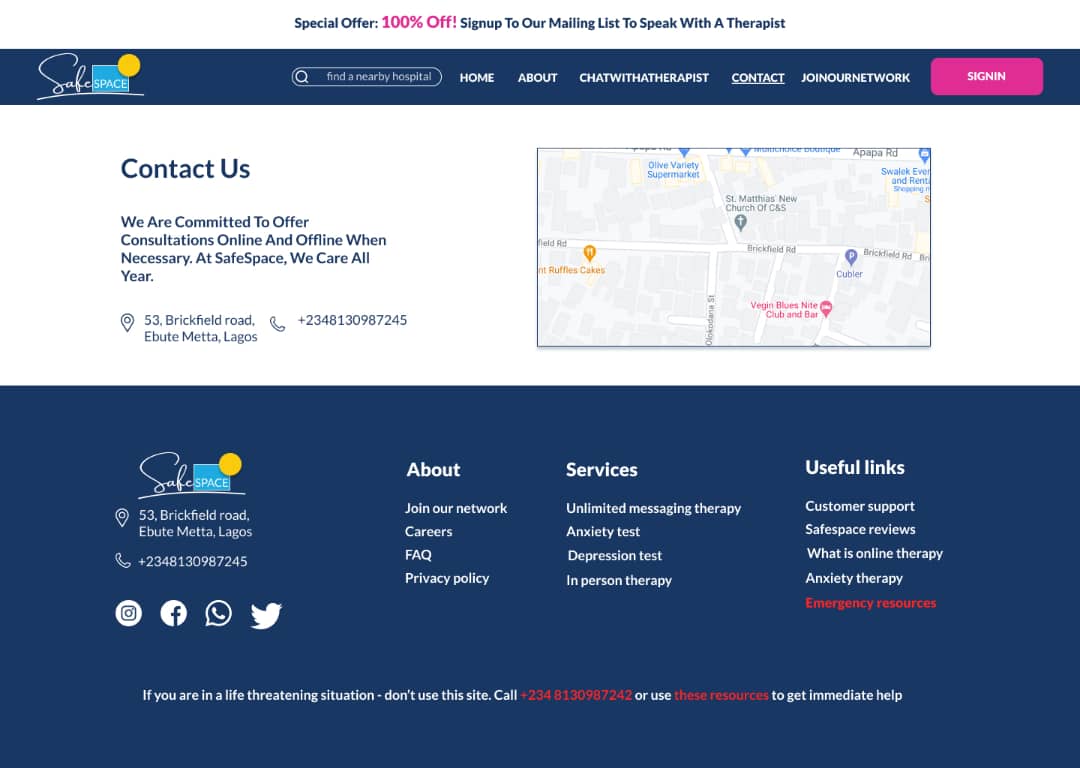 Special Offer: 100% Off! Signup To Our Mailing List To Speak With A Therapist
Safe SPACE
find a nearby hospital
HOME
ABOUT
CHATWITHATHERAPIST
CONTACT
JOINOURNETWORK
SIGNIN
Contact Us
We Are Committed To Offer
Consultations Online And Offline When
Necessary. At SafeSpace, We Care All
Year.
53, Brickfield road,
Ebute Metta, Lagos
+2348130987245
Multichoice Boutique
Apapa Rd
Olive Variety
Supermarket
Swalek Ever
and Renta
Shopping m
St. Matthias' New
Church Of C&S
field Rd
Brickfield Rd
Brickfield Rd
Bri
nt Ruffles Cakes
P
Cubler
Vegin Blues Nite
Club and Bar
Olokodana St
Safe SPACE
53, Brickfield road,
Ebute Metta, Lagos
+2348130987245
About
Join our network
Careers
FAQ
Privacy policy
Services
Unlimited messaging therapy
Anxiety test
Depression test
In person therapy
Useful links
Customer support
Safespace reviews
What is online therapy
Anxiety therapy
Emergency resources
If you are in a life threatening situation - don't use this site. Call +234 8130987242 or use these resources to get immediate help